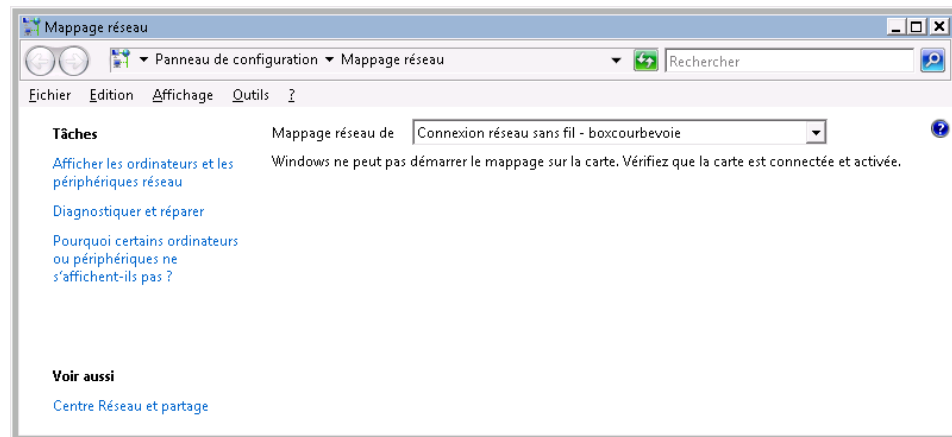 Mappage réseau
Panneau de configuration Mappage réseau
Rechercher
Fichier Edition Affichage Outils ?
Tâches
Afficher les ordinateurs et les
périphériques réseau
Diagnostiquer et réparer
Pourquoi certains ordinateurs
ou périphériques ne
s'affichent-ils pas ?
Voir aussi
Centre Réseau et partage
Mappage réseau de Connexion réseau sans fil - boxcourbevoie
Windows ne peut pas démarrer le mappage sur la carte. Vérifiez que la carte est connectée et activée.